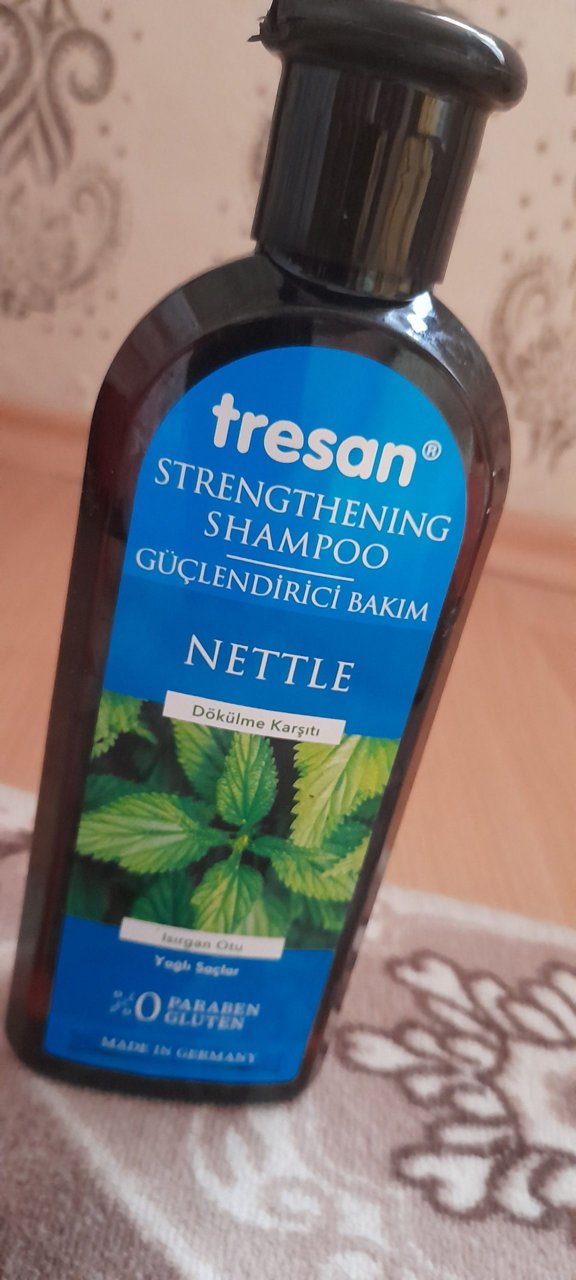 tresan®
STRENGTHENING
SHAMPOO
GÜÇLENDİRİCİ BAKIM
NETTLE
Dökülme Karşıtı
Isırgan Otu
Yağlı Saçlar
%0 PARABEN
GLUTEN
MADE IN GERMANY